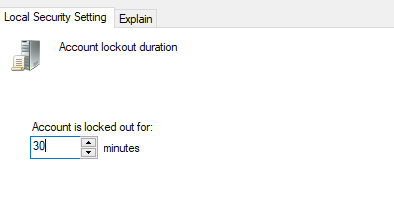 Local Security Setting Explain
Account lockout duration
Account is locked out for:
30 minutes